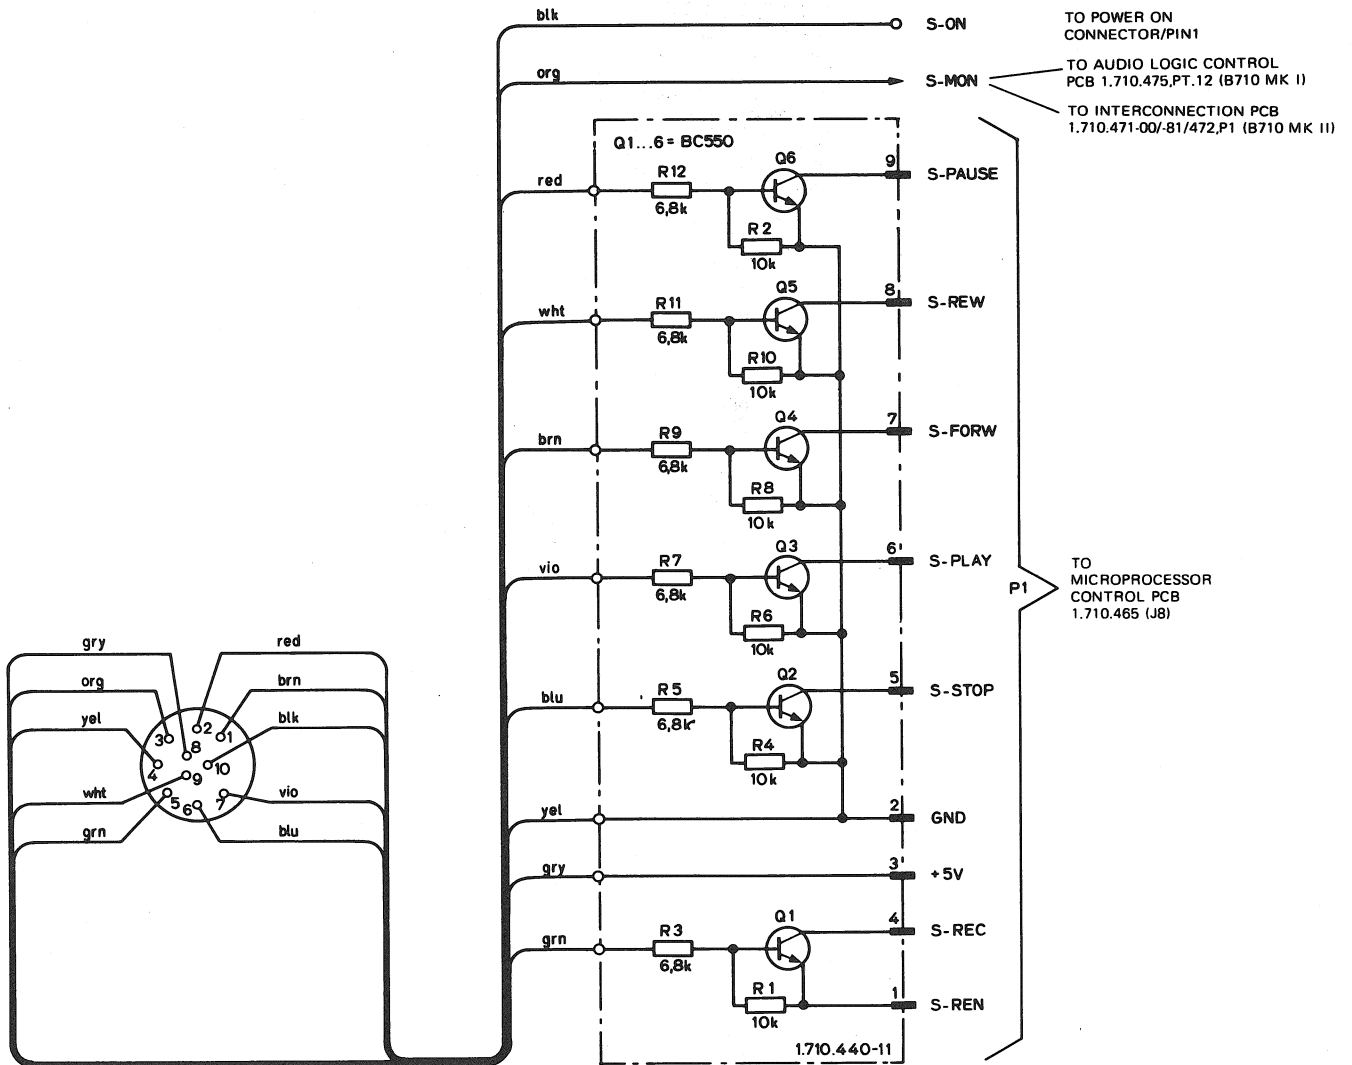 blk
S-ON
TO POWER ON
CONNECTOR/PIN1
org
S-MON
TO AUDIO LOGIC CONTROL
PCB 1.710.475,PT.12 (B710 MK I)
TO INTERCONNECTION PCB
1.710.471-00/-81/472,P1 (B710 MK II)
Q1...6 = BC550
red
R12
6,8k
Q6
R2
10k
9
S-PAUSE
wht
R11
6,8k
Q5
R10
10k
8
S-REW
brn
R9
6,8k
Q4
R8
10k
7
S-FORW
vio
R7
6,8k
Q3
R6
10k
6
S-PLAY
P1
TO
MICROPROCESSOR
CONTROL PCB
1.710.465 (J8)
blu
R5
6,8k
Q2
R4
10k
5
S-STOP
yel
2
GND
gry
3
+5V
grn
R3
6,8k
Q1
R1
10k
4
S-REC
1
S-REN
1.710.440-11
gry
red
org
brn
yel
blk
wht
vio
grn
blu
3
2
1
8
4
10
9
5
6
7